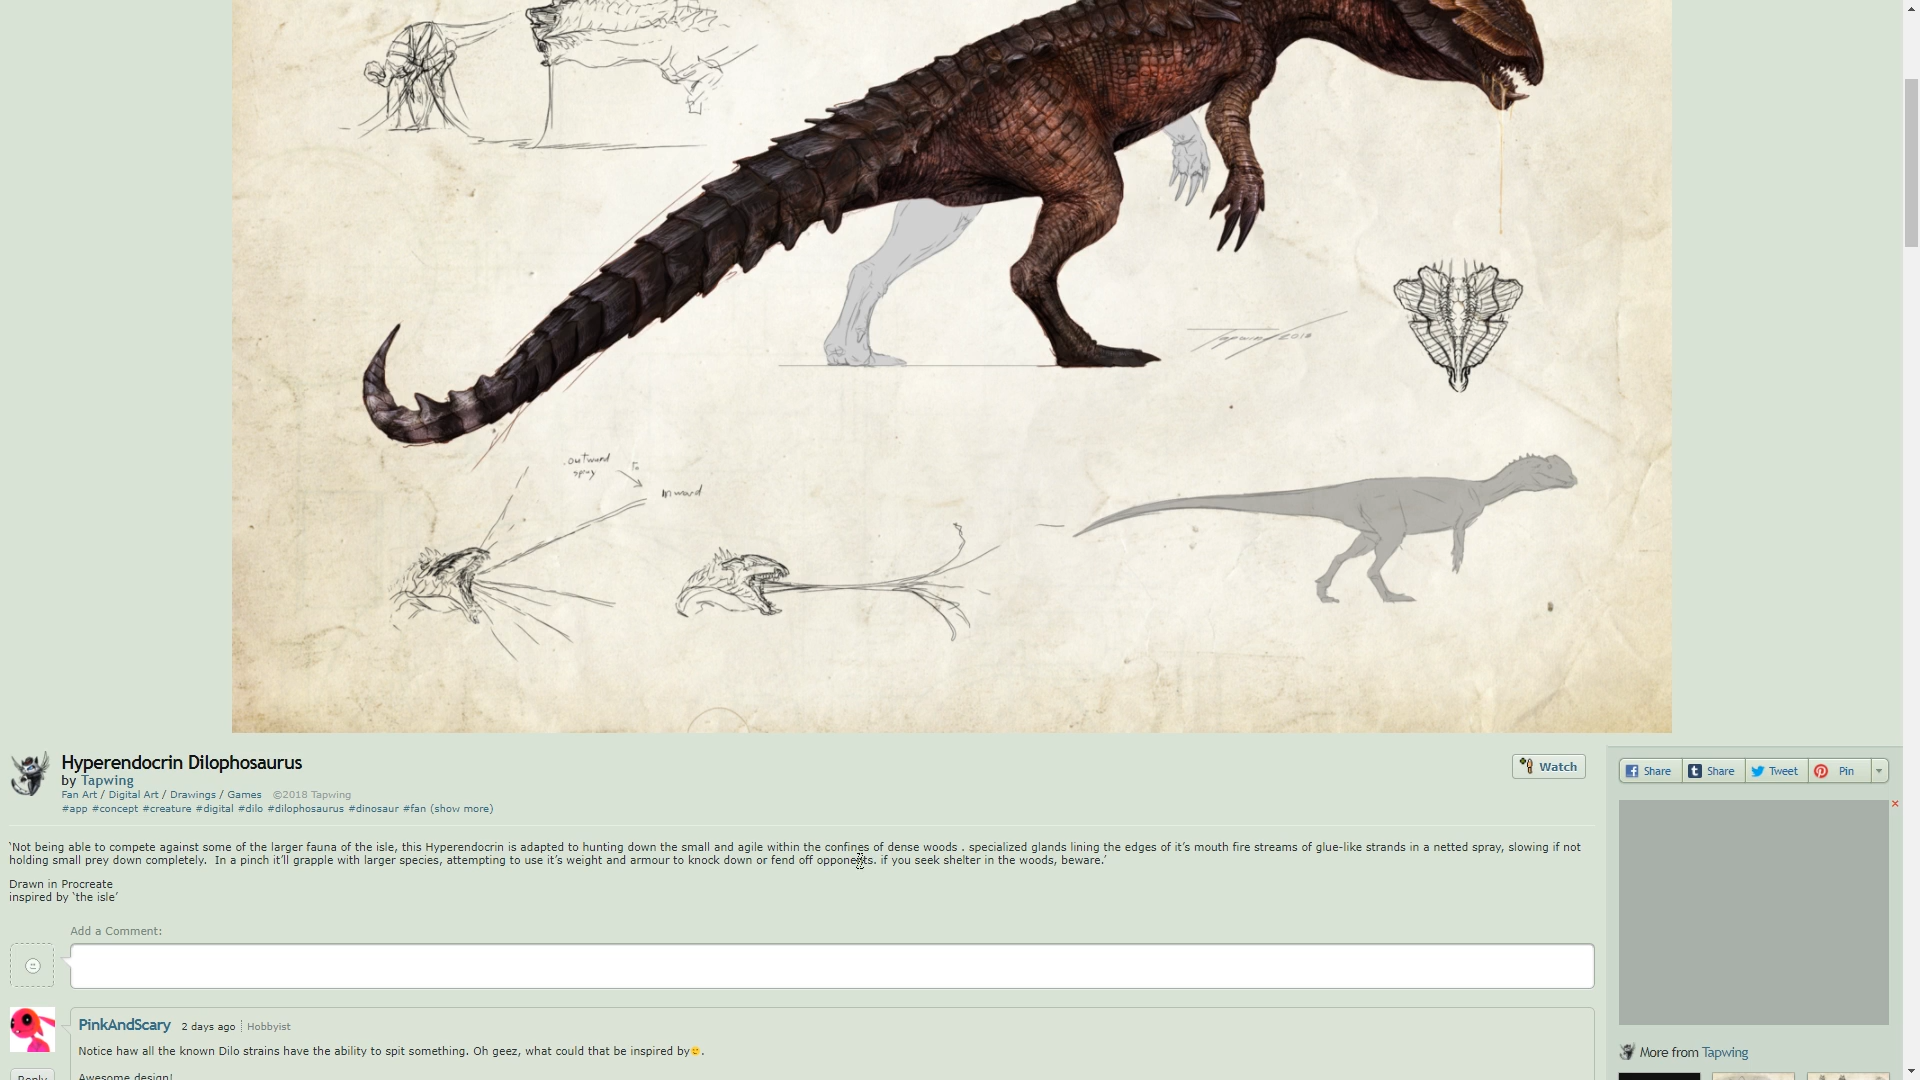 outward
spray
To
Inward
Tapwing 2018
Hyperendocrin Dilophosaurus
by Tapwing
Fan Art / Digital Art / Drawings / Games ©2018 Tapwing
#app #concept #creature #digital #dilo #dilophosaurus #dinosaur #fan (show more)
Watch
Share
Share
Tweet
Pin
‘Not being able to compete against some of the larger fauna of the isle, this Hyperendocrin is adapted to hunting down the small and agile within the confines of dense woods . specialized glands lining the edges of it’s mouth fire streams of glue-like strands in a netted spray, slowing if not
holding small prey down completely. In a pinch it’ll grapple with larger species, attempting to use it’s weight and armour to knock down or fend off opponents. if you seek shelter in the woods, beware.’
Drawn in Procreate
inspired by ‘the isle’
Add a Comment:
PinkAndScary 2 days ago Hobbyist
Notice haw all the known Dilo strains have the ability to spit something. Oh geez, what could that be inspired by🙂.
Awesome design!
Reply
More from Tapwing